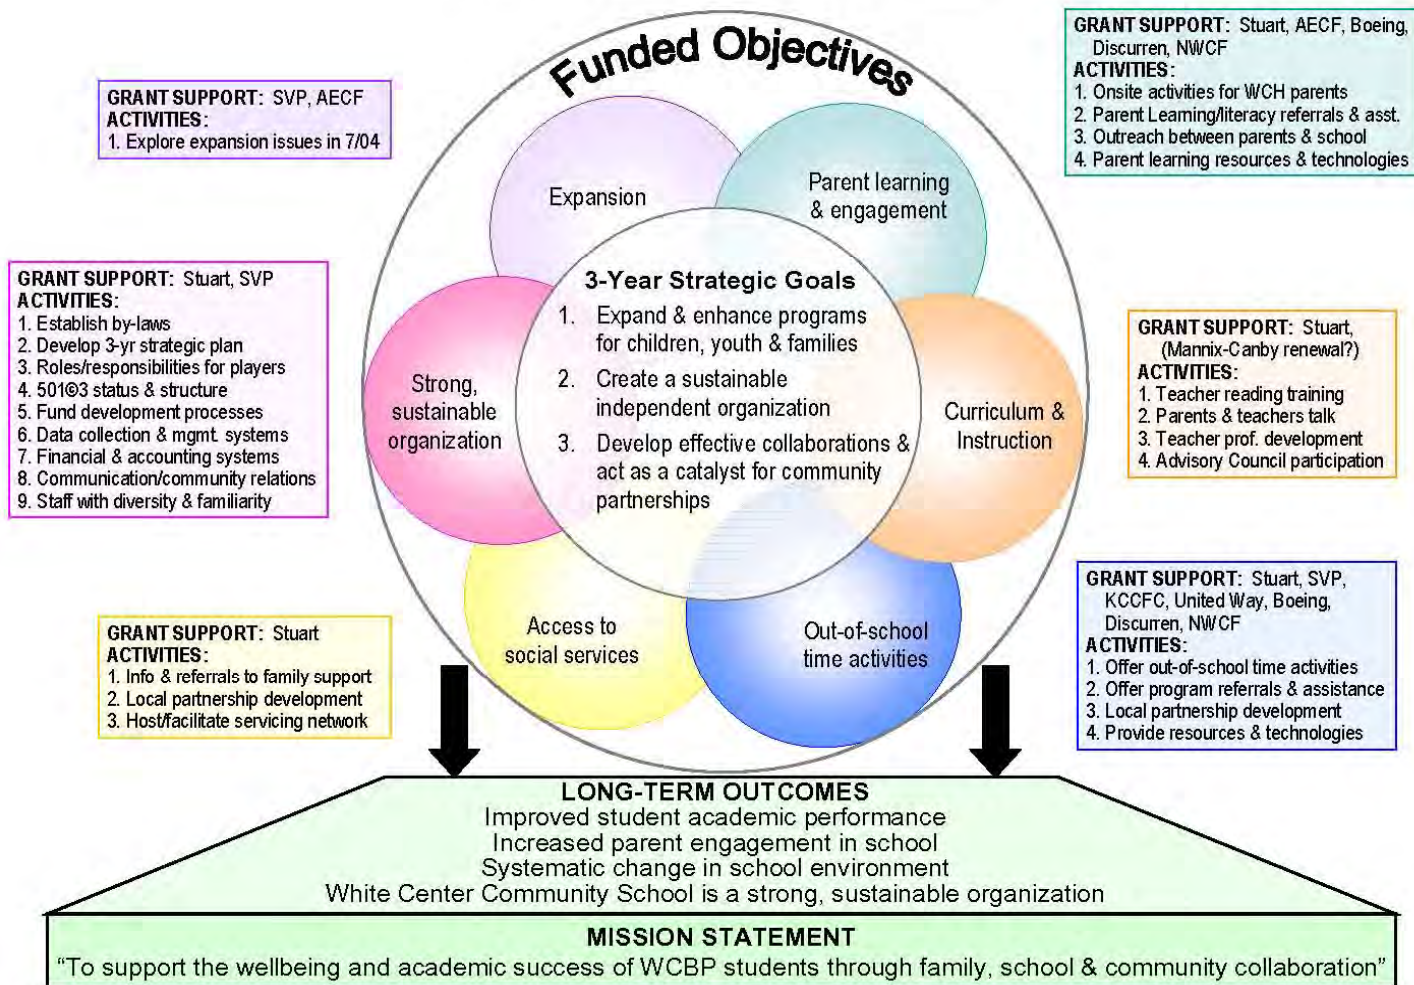 Funded Objectives
GRANT SUPPORT: SVP, AECF
ACTIVITIES:
1. Explore expansion issues in 7/04
GRANT SUPPORT: Stuart, AECF, Boeing,
Discurren, NWCF
ACTIVITIES:
1. Onsite activities for WCH parents
2. Parent Learning/literacy referrals & asst.
3. Outreach between parents & school
4. Parent learning resources & technologies
Expansion
Parent learning
& engagement
GRANT SUPPORT: Stuart, SVP
ACTIVITIES:
1. Establish by-laws
2. Develop 3-yr strategic plan
3. Roles/responsibilities for players
4. 501©3 status & structure
5. Fund development processes
6. Data collection & mgmt. systems
7. Financial & accounting systems
8. Communication/community relations
9. Staff with diversity & familiarity
Strong,
sustainable
organization
3-Year Strategic Goals
1. Expand & enhance programs
for children, youth & families
2. Create a sustainable
independent organization
3. Develop effective collaborations &
act as a catalyst for community
partnerships
Curriculum &
Instruction
GRANT SUPPORT: Stuart,
(Mannix-Canby renewal?)
ACTIVITIES:
1. Teacher reading training
2. Parents & teachers talk
3. Teacher prof. development
4. Advisory Council participation
GRANT SUPPORT: Stuart
ACTIVITIES:
1. Info & referrals to family support
2. Local partnership development
3. Host/facilitate servicing network
Access to
social services
Out-of-school
time activities
GRANT SUPPORT: Stuart, SVP,
KCCFC, United Way, Boeing,
Discurren, NWCF
ACTIVITIES:
1. Offer out-of-school time activities
2. Offer program referrals & assistance
3. Local partnership development
4. Provide resources & technologies
LONG-TERM OUTCOMES
Improved student academic performance
Increased parent engagement in school
Systematic change in school environment
White Center Community School is a strong, sustainable organization
MISSION STATEMENT
“To support the wellbeing and academic success of WCBP students through family, school & community collaboration”